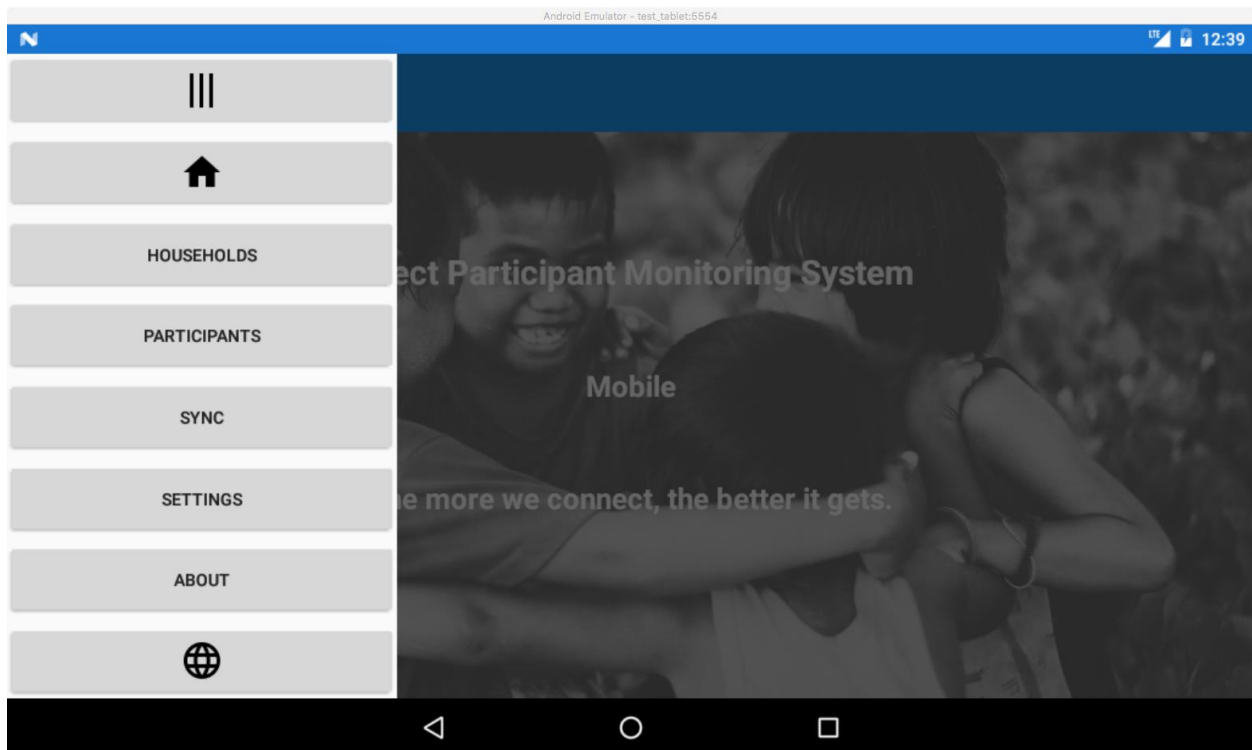 Android Emulator - test_tablet:5554
LTE 12:39
HOUSEHOLDS
ect Participant Monitoring System
PARTICIPANTS
Mobile
SYNC
SETTINGS
e more we connect, the better it gets.
ABOUT